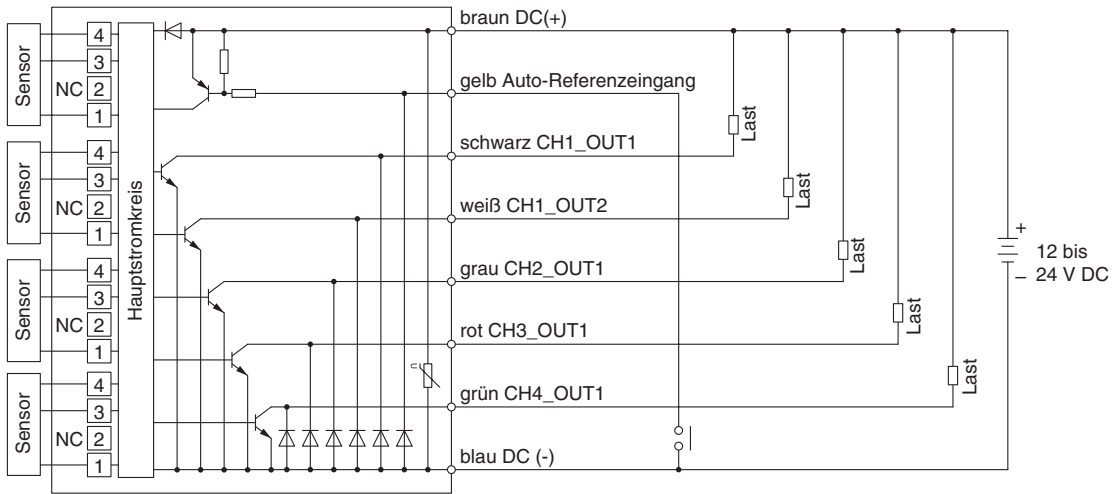 braun DC(+)
gelb Auto-Referenzeingang
schwarz CH1_OUT1
weiß CH1_OUT2
grau CH2_OUT1
rot CH3_OUT1
grün CH4_OUT1
blau DC (-)
Sensor
NC
4
3
2
1
Sensor
NC
4
3
2
1
Sensor
NC
4
3
2
1
Sensor
NC
4
3
2
1
Hauptstromkreis
U
Last
Last
Last
Last
Last
+
12 bis
– 24 V DC